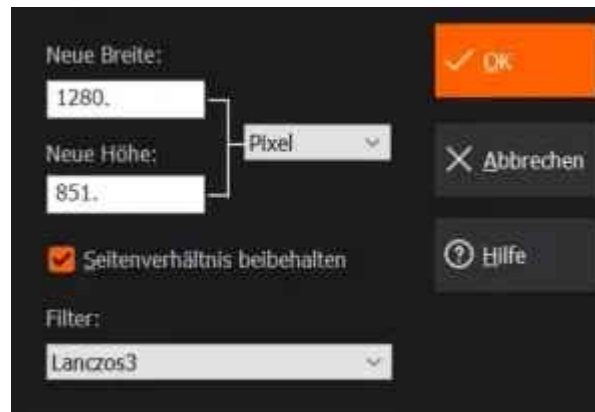 Neue Breite:
1280.
Neue Höhe:
851.
Pixel
Seitenverhältnis beibehalten
Filter:
Lanczos3
OK
Abbrechen
Hilfe